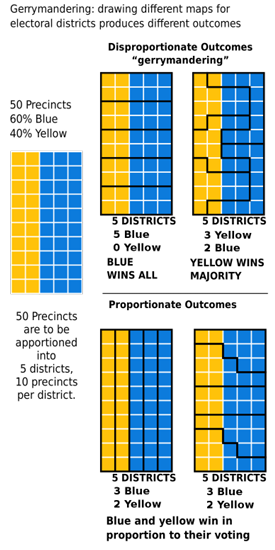 Gerrymandering: drawing different maps for
electoral districts produces different outcomes
Disproportionate Outcomes
“gerrymandering”
50 Precincts
60% Blue
40% Yellow
5 DISTRICTS
5 Blue
0 Yellow
BLUE
WINS ALL
5 DISTRICTS
3 Yellow
2 Blue
YELLOW WINS
MAJORITY
50 Precincts
are to be
apportioned
into
5 districts,
10 precincts
per district.
Proportionate Outcomes
5 DISTRICTS
3 Blue
2 Yellow
5 DISTRICTS
3 Blue
2 Yellow
Blue and yellow win in
proportion to their voting